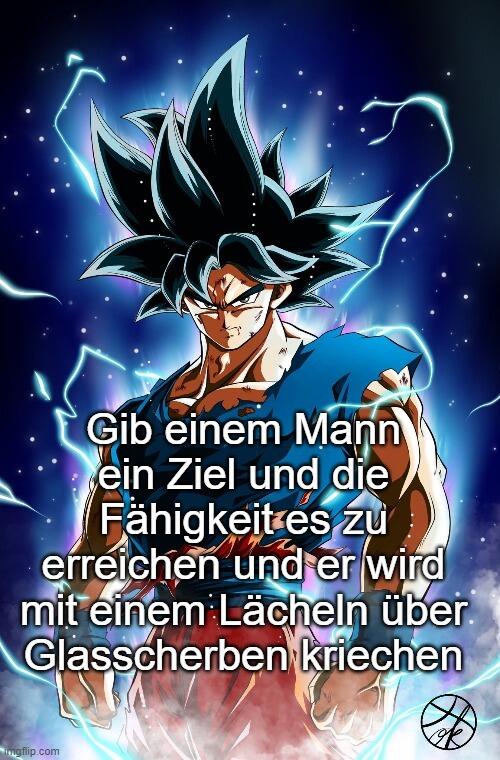 Gib einem Mann
ein Ziel und die
Fähigkeit es zu
erreichen und er wird
mit einem Lächeln über
Glasscherben kriechen
imgflip.com